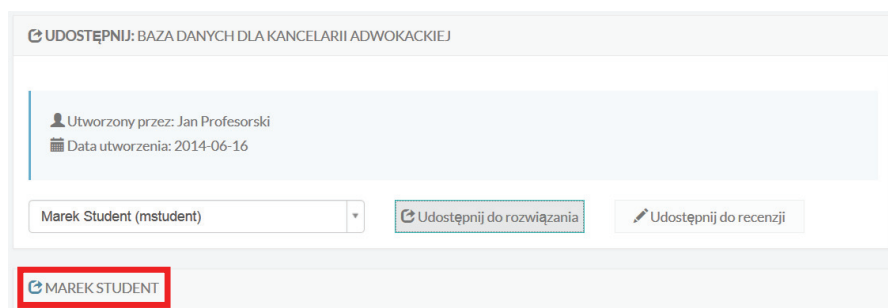 UDOSTĘPNIJ: BAZA DANYCH DLA KANCELARII ADWOKACKIEJ
Utworzony przez: Jan Profesorski
Data utworzenia: 2014-06-16
Marek Student (mstudent) Udostępnij do rozwiązania Udostępnij do recenzji
MAREK STUDENT